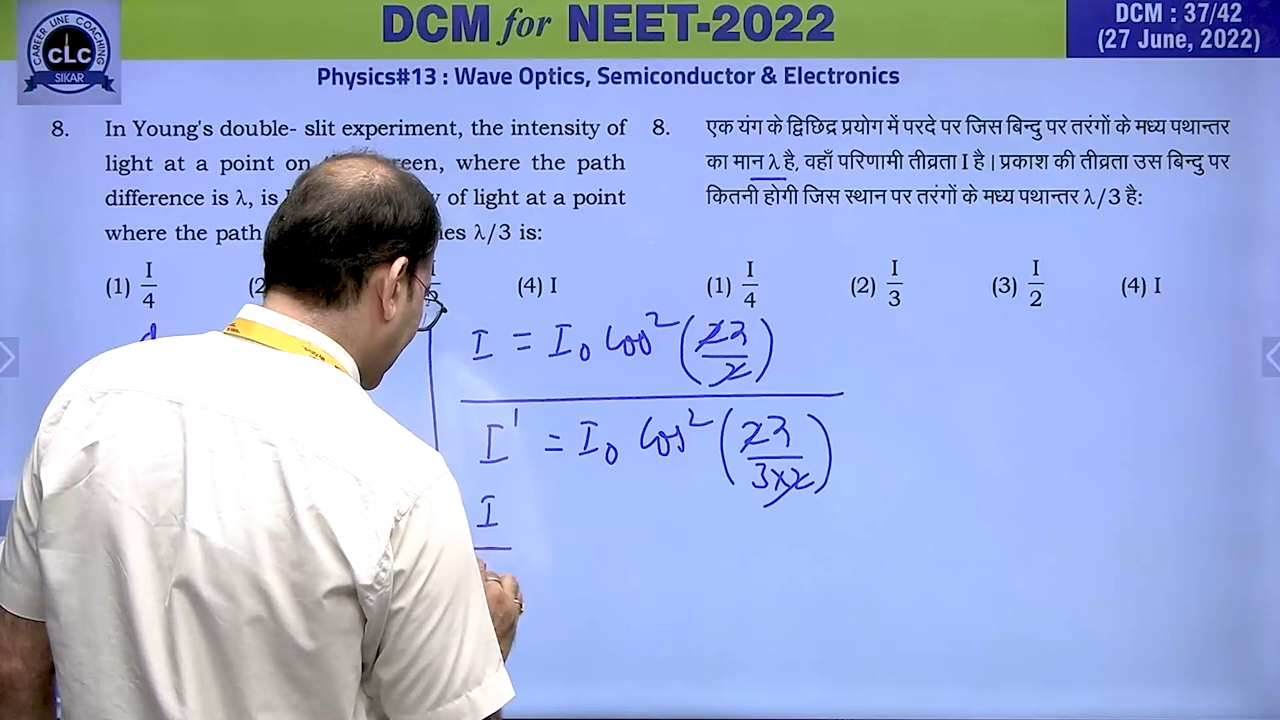 DCM for NEET-2022
DCM : 37/42
(27 June, 2022)
CAREER LINE COACHING
CLC
SIKAR
Physics#13 : Wave Optics, Semiconductor & Electronics
8. In Young's double- slit experiment, the intensity of
light at a point on
een, where the path
difference is λ, is
of light at a point
where the path
λ/3 is:
(1) I/4
(4) I
8. एक यंग के द्विछिद्र प्रयोग में परदे पर जिस बिन्दु पर तरंगों के मध्य पथान्तर
का मान λ है, वहाँ परिणामी तीव्रता I है। प्रकाश की तीव्रता उस बिन्दु पर
कितनी होगी जिस स्थान पर तरंगों के मध्य पथान्तर λ/3 है:
(1) I/4 (2) I/3 (3) I/2 (4) I
I = I₀ Cos²
I' = I₀ Cos²
I